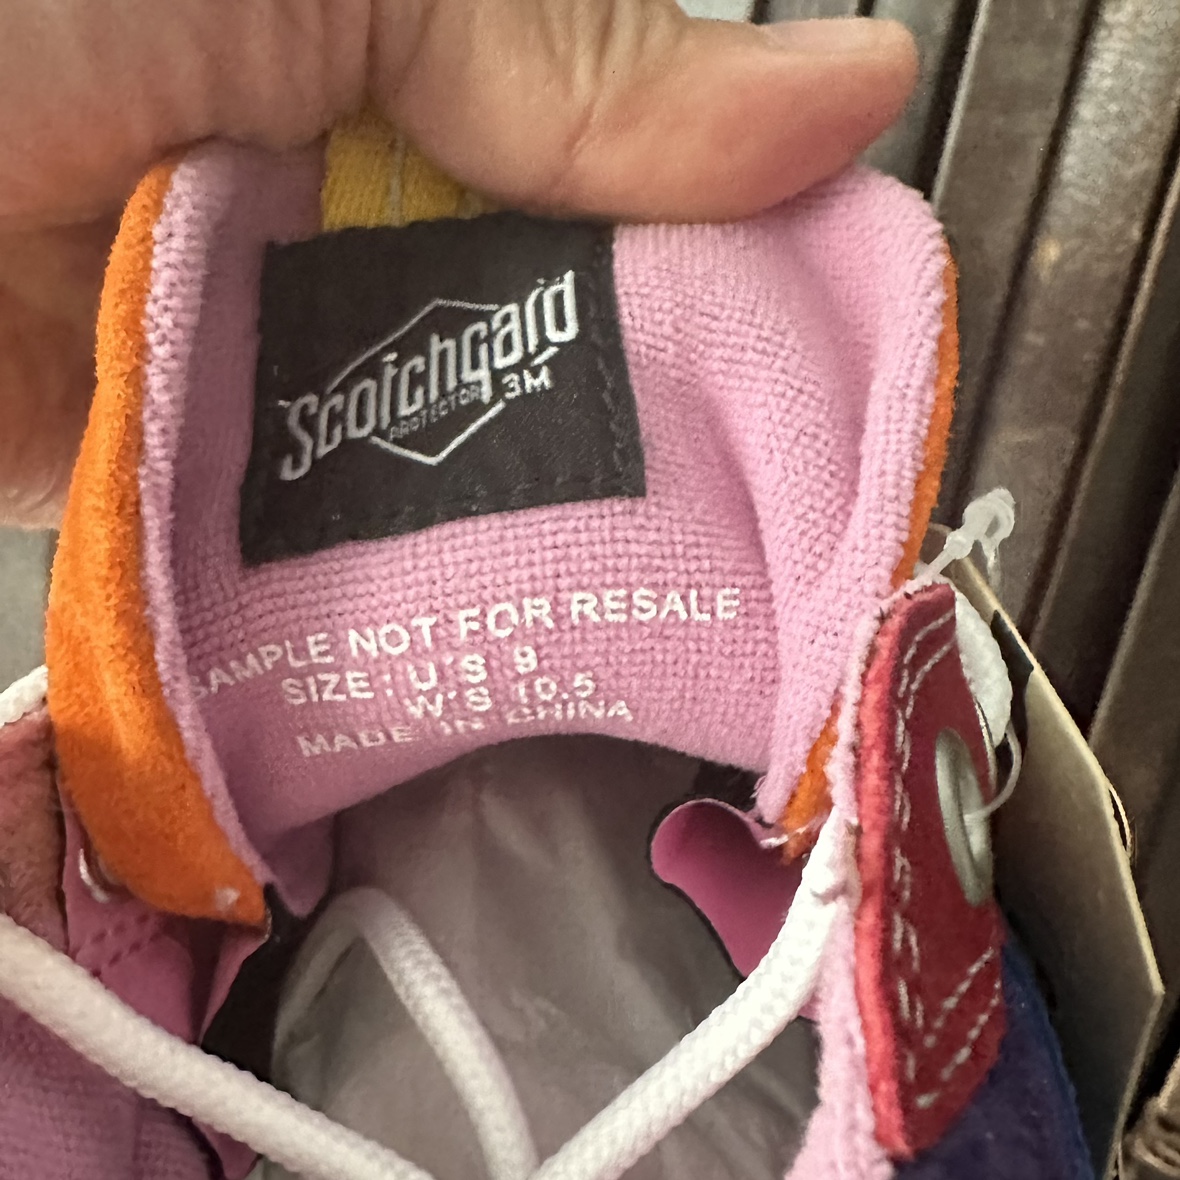 Scotchgard
PROTECTOR 3M
SAMPLE NOT FOR RESALE
SIZE: U'S 9
W'S 10.5
MADE IN CHINA